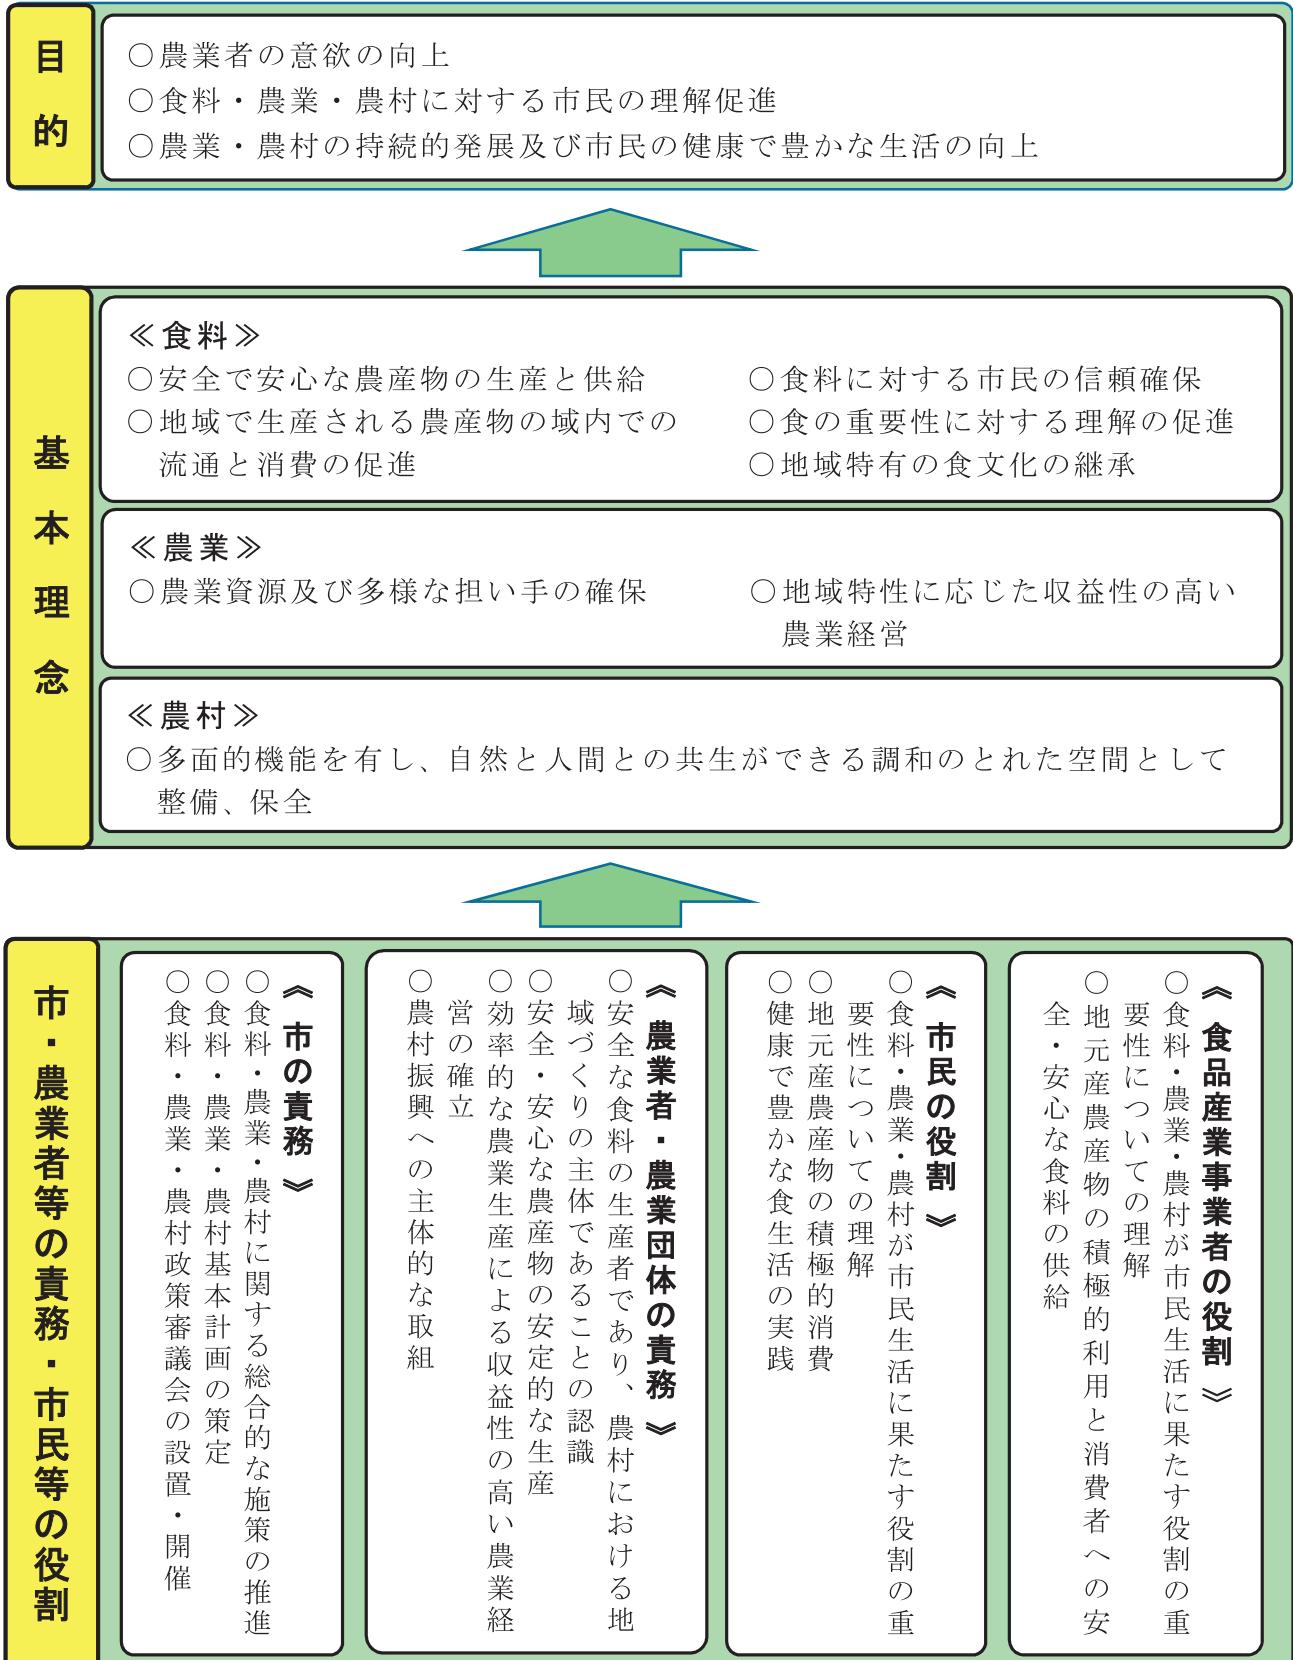 目的
○農業者の意欲の向上
○食料・農業・農村に対する市民の理解促進
○農業・農村の持続的発展及び市民の健康で豊かな生活の向上
基本理念
≪食料≫
○安全で安心な農産物の生産と供給
○地域で生産される農産物の域内での
流通と消費の促進
○食料に対する市民の信頼確保
○食の重要性に対する理解の促進
○地域特有の食文化の継承
≪農業≫
○農業資源及び多様な担い手の確保
○地域特性に応じた収益性の高い
農業経営
≪農村≫
○多面的機能を有し、自然と人間との共生ができる調和のとれた空間として
整備、保全
市・農業者等の責務・市民等の役割
≪市の責務≫
○食料・農業・農村に関する総合的な施策の推進
○食料・農業・農村基本計画の策定
○食料・農業・農村政策審議会の設置・開催
≪農業者・農業団体の責務≫
○安全な食料の生産者であり、農村における地
域づくりの主体であることの認識
○安全・安心な農産物の安定的な生産
○効率的な農業生産による収益性の高い農業経
営の確立
○農村振興への主体的な取組
≪市民の役割≫
○食料・農業・農村が市民生活に果たす役割の重
要性についての理解
○地元産農産物の積極的消費
○健康で豊かな食生活の実践
≪食品産業事業者の役割≫
○食料・農業・農村が市民生活に果たす役割の重
要性についての理解
○地元産農産物の積極的利用と消費者への安
全・安心な食料の供給